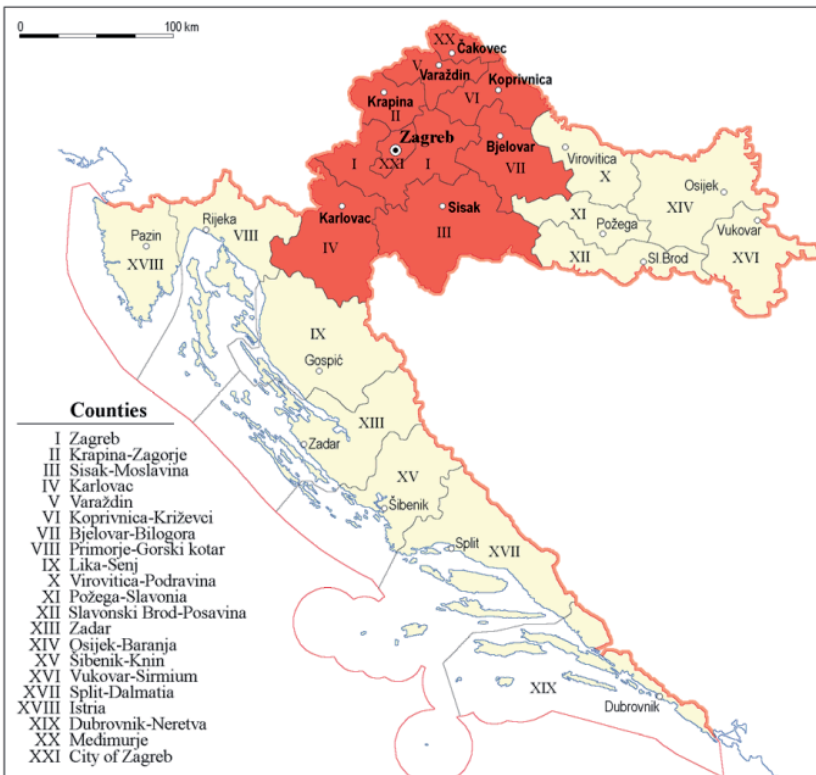 0 100 km
XX
Čakovec
V
Varaždin
Koprivnica
Krapina
VI
II
Zagreb
Bjelovar
Virovitica
I
XXI
I
VII
X
Osijek
XIV
Karlovac
Sisak
XI
Požega
Vukovar
Rijeka
VIII
Pazin
IV
III
XII
Sl.Brod
XVI
XVIII
IX
Gospić
XIII
Zadar
XV
Šibenik
Split
XVII
XIX
Dubrovnik
Counties
I Zagreb
II Krapina-Zagorje
III Sisak-Moslavina
IV Karlovac
V Varaždin
VI Koprivnica-Križevci
VII Bjelovar-Bilogora
VIII Primorje-Gorski kotar
IX Lika-Senj
X Virovitica-Podravina
XI Požega-Slavonia
XII Slavonski Brod-Posavina
XIII Zadar
XIV Osijek-Baranja
XV Šibenik-Knin
XVI Vukovar-Sirmium
XVII Split-Dalmatia
XVIII Istria
XIX Dubrovnik-Neretva
XX Međimurje
XXI City of Zagreb